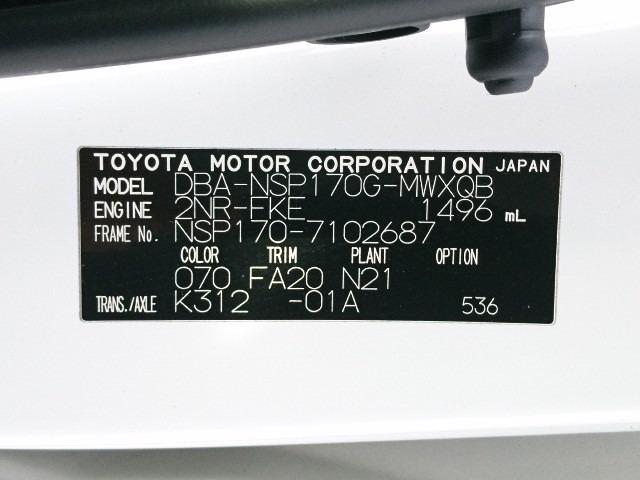 TOYOTA MOTOR CORPORATION JAPAN
MODEL DBA-NSP170G-MWXQB
ENGINE 2NR-FKE 1496 mL
FRAME No. NSP170-7102687
COLOR TRIM PLANT OPTION
070 FA20 N21
TRANS./AXLE K312 -01A 536